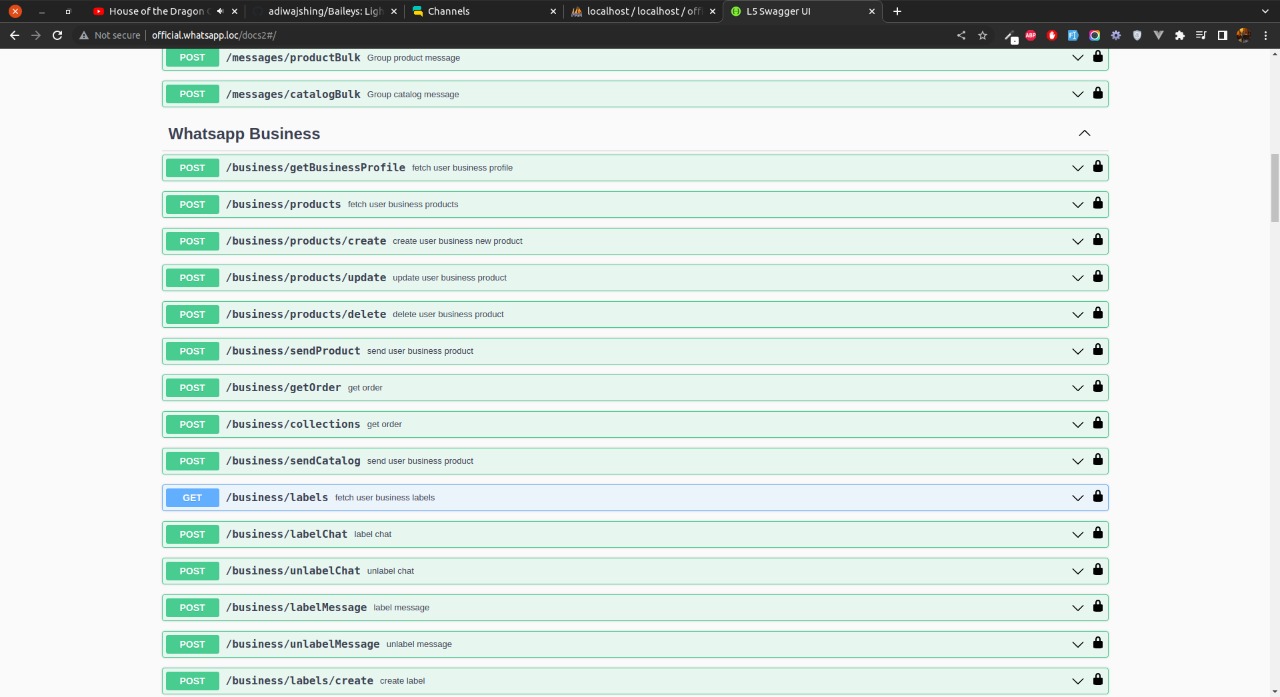 House of the Dragon
adiwajshing/Baileys: Ligh
Channels
localhost / localhost / off
L5 Swagger UI
Not secure | official.whatsapp.loc/docs2#/
POST /messages/productBulk Group product message
POST /messages/catalogBulk Group catalog message
Whatsapp Business
POST /business/getBusinessProfile fetch user business profile
POST /business/products fetch user business products
POST /business/products/create create user business new product
POST /business/products/update update user business product
POST /business/products/delete delete user business product
POST /business/sendProduct send user business product
POST /business/getOrder get order
POST /business/collections get order
POST /business/sendCatalog send user business product
GET /business/labels fetch user business labels
POST /business/labelChat label chat
POST /business/unlabelChat unlabel chat
POST /business/labelMessage label message
POST /business/unlabelMessage unlabel message
POST /business/labels/create create label